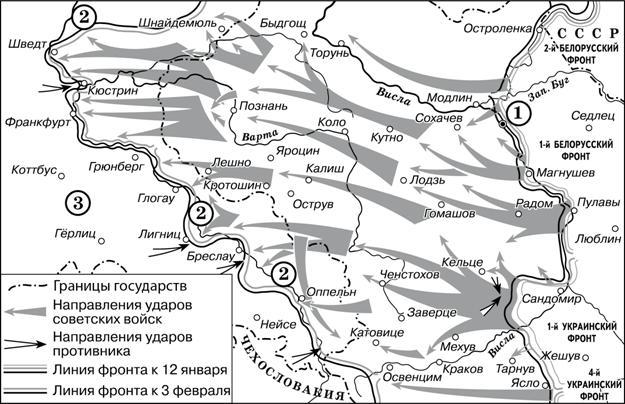 2
Шнайдемюль
Быдгощ
Остроленка
С С С Р
2-й БЕЛОРУССКИЙ
ФРОНТ
Шведт
Торунь
Кюстрин
Висла
Модлин
Зап. Буг
1
Франкфурт
Познань
Варта
Коло
Кутно
Сохачев
Седлец
1-й БЕЛОРУССКИЙ
ФРОНТ
Коттбус
Грюнберг
Лешно
Яроцин
Калиш
Лодзь
Магнушев
Кротошин
Глогау
Остров
Гомашов
Радом
Пулавы
3
2
Люблин
Гёрлиц
Лигниц
Бреслау
2
Кельце
Ченстохов
Сандомир
Оппельн
Заверце
1-й УКРАИНСКИЙ
ФРОНТ
Нейсе
Катовице
Мехув
Висла
Жешув
ЧЕХОСЛОВАКИЯ
Освенцим
Краков
Тарнув
Ясло
4-й
УКРАИНСКИЙ
ФРОНТ
Границы государств
Направления ударов
советских войск
Направления ударов
противника
Линия фронта к 12 января
Линия фронта к 3 февраля